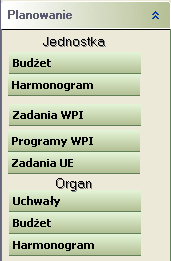 Planowanie
Jednostka
Budżet
Harmonogram
Zadania WPI
Programy WPI
Zadania UE
Organ
Uchwały
Budżet
Harmonogram